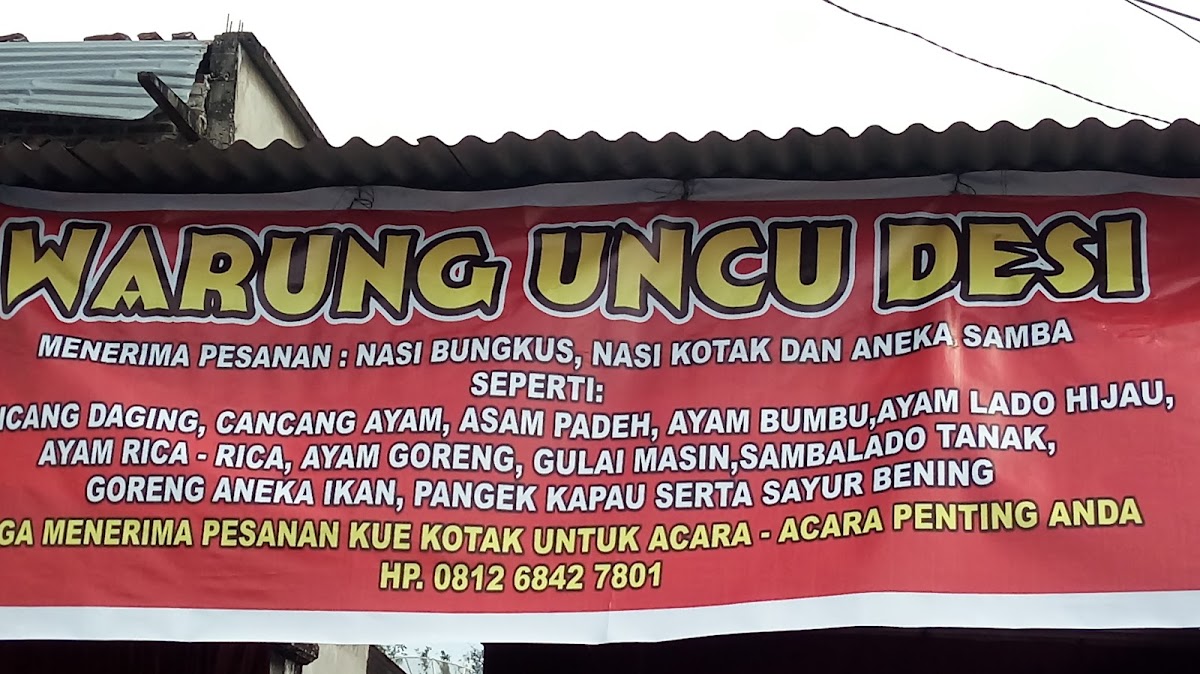 WARUNG UNCU DESI
MENERIMA PESANAN : NASI BUNGKUS, NASI KOTAK DAN ANEKA SAMBA
SEPERTI:
DAGING, CANCANG AYAM, ASAM PADEH, AYAM BUMBU,AYAM LADO HIJAU,
AYAM RICA - RICA, AYAM GORENG, GULAI MASIN,SAMBALADO TANAK,
GORENG ANEKA IKAN, PANGEK KAPAU SERTA SAYUR BENING
MENERIMA PESANAN KUE KOTAK UNTUK ACARA - ACARA PENTING ANDA
HP. 0812 6842 7801